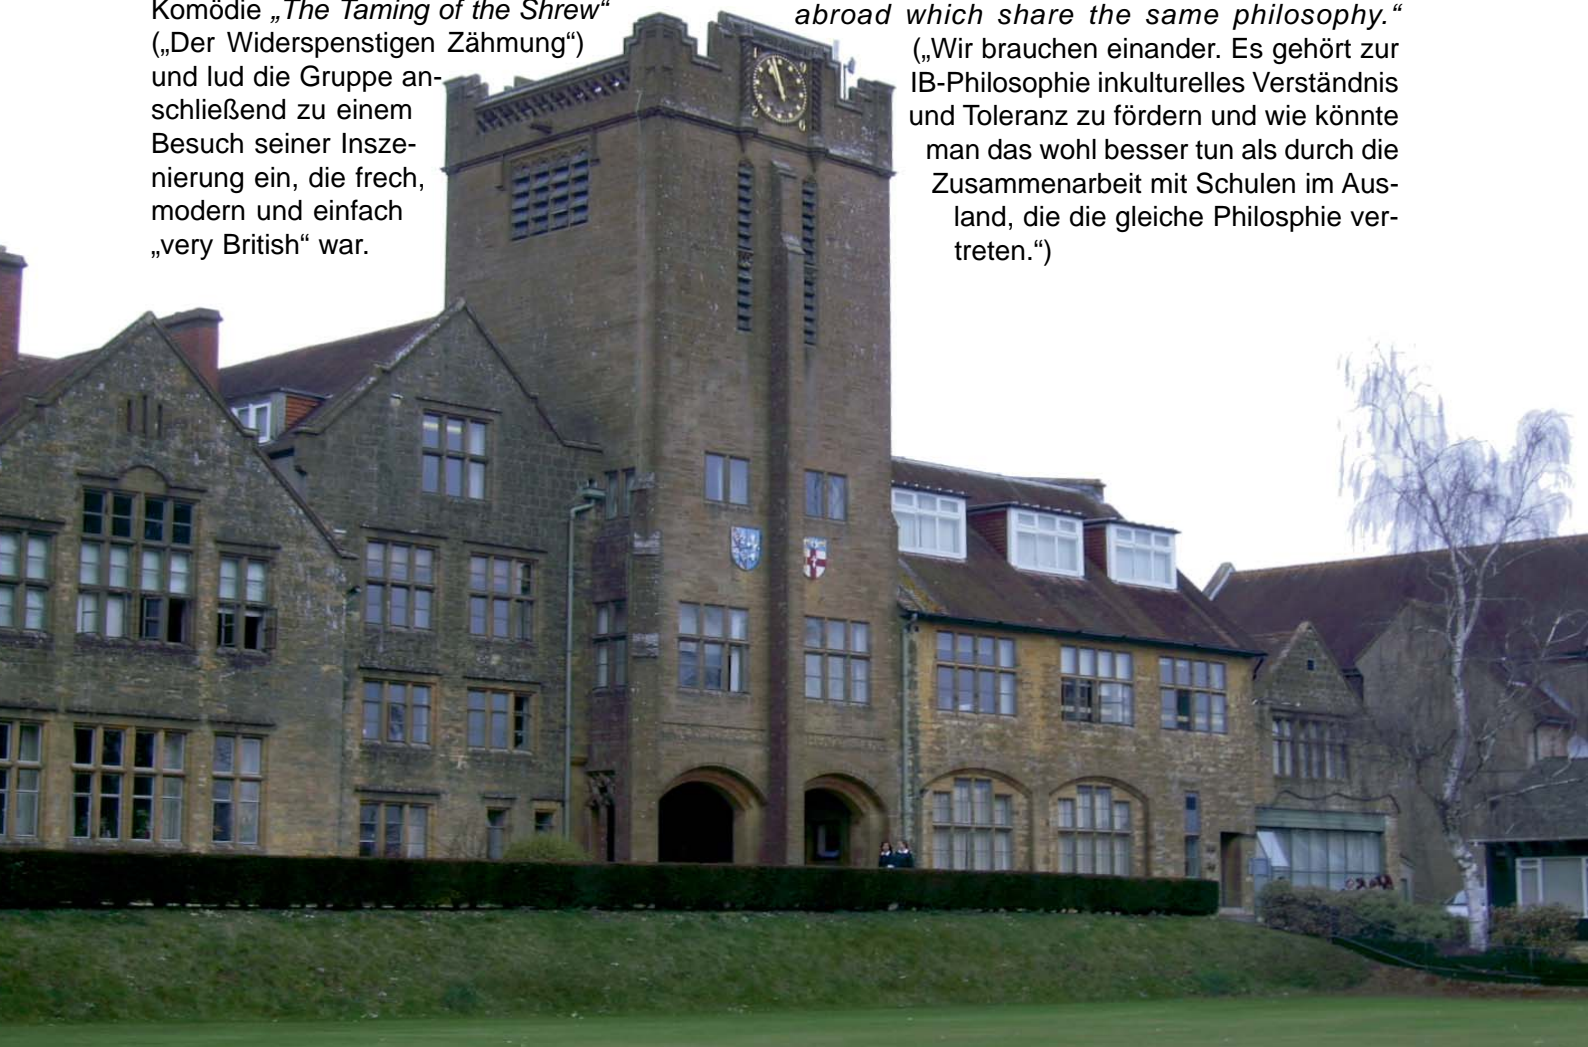 Komödie „The Taming of the Shrew“
(„Der Widerspenstigen Zähmung“)
und lud die Gruppe an-
schließend zu einem
Besuch seiner Insze-
nierung ein, die frech,
modern und einfach
„very British“ war.
abroad which share the same philosophy.“
(„Wir brauchen einander. Es gehört zur
IB-Philosophie inkulturelles Verständnis
und Toleranz zu fördern und wie könnte
man das wohl besser tun als durch die
Zusammenarbeit mit Schulen im Aus-
land, die die gleiche Philosphie ver-
treten.“)